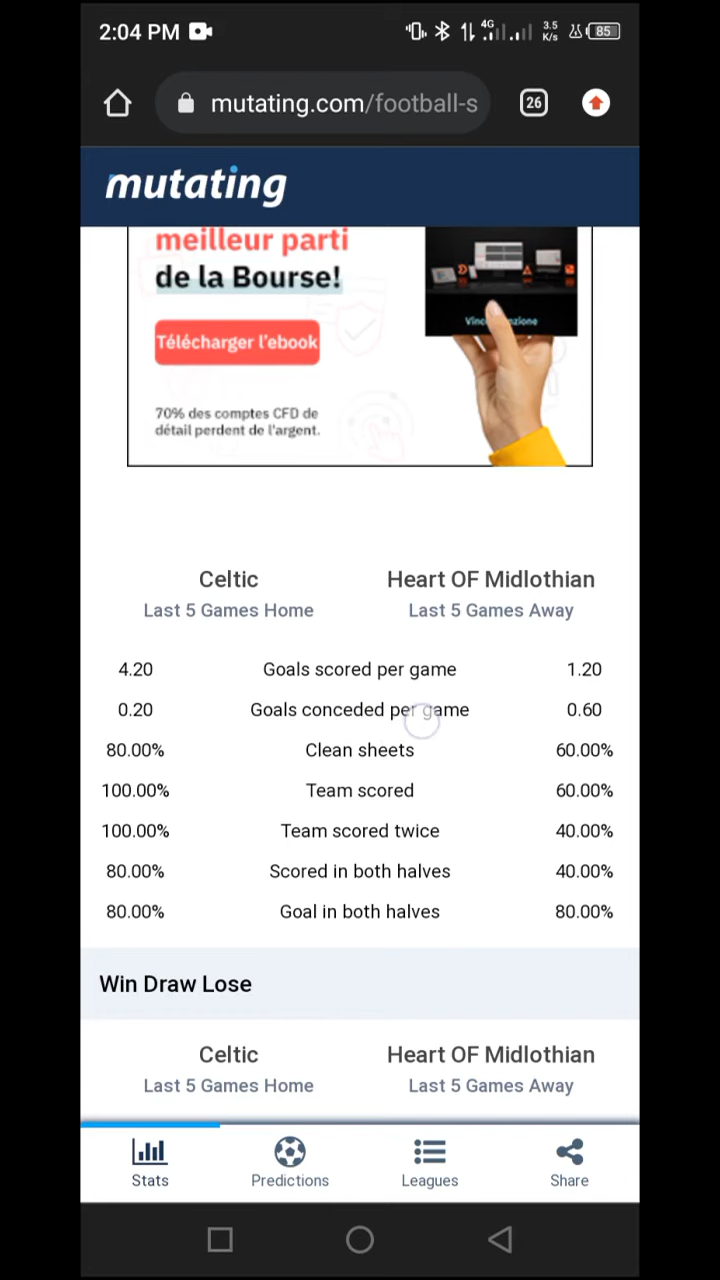 2:04 PM
4G
3.5 K/s
85
mutating.com/football-s
26
mutating
meilleur parti
de la Bourse!
Télécharger l'ebook
70% des comptes CFD de
détail perdent de l'argent.
Celtic Heart OF Midlothian
Last 5 Games Home Last 5 Games Away
4.20 Goals scored per game 1.20
0.20 Goals conceded per game 0.60
80.00% Clean sheets 60.00%
100.00% Team scored 60.00%
100.00% Team scored twice 40.00%
80.00% Scored in both halves 40.00%
80.00% Goal in both halves 80.00%
Win Draw Lose
Celtic Heart OF Midlothian
Last 5 Games Home Last 5 Games Away
Stats Predictions Leagues Share